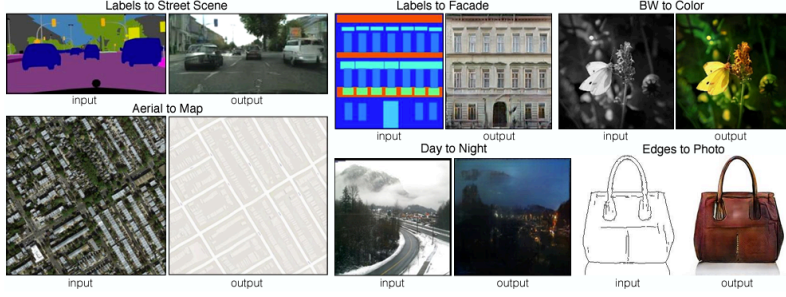 Labels to Street Scene
input
output
Aerial to Map
input
output
Labels to Facade
input
output
BW to Color
input
output
Day to Night
input
output
Edges to Photo
input
output